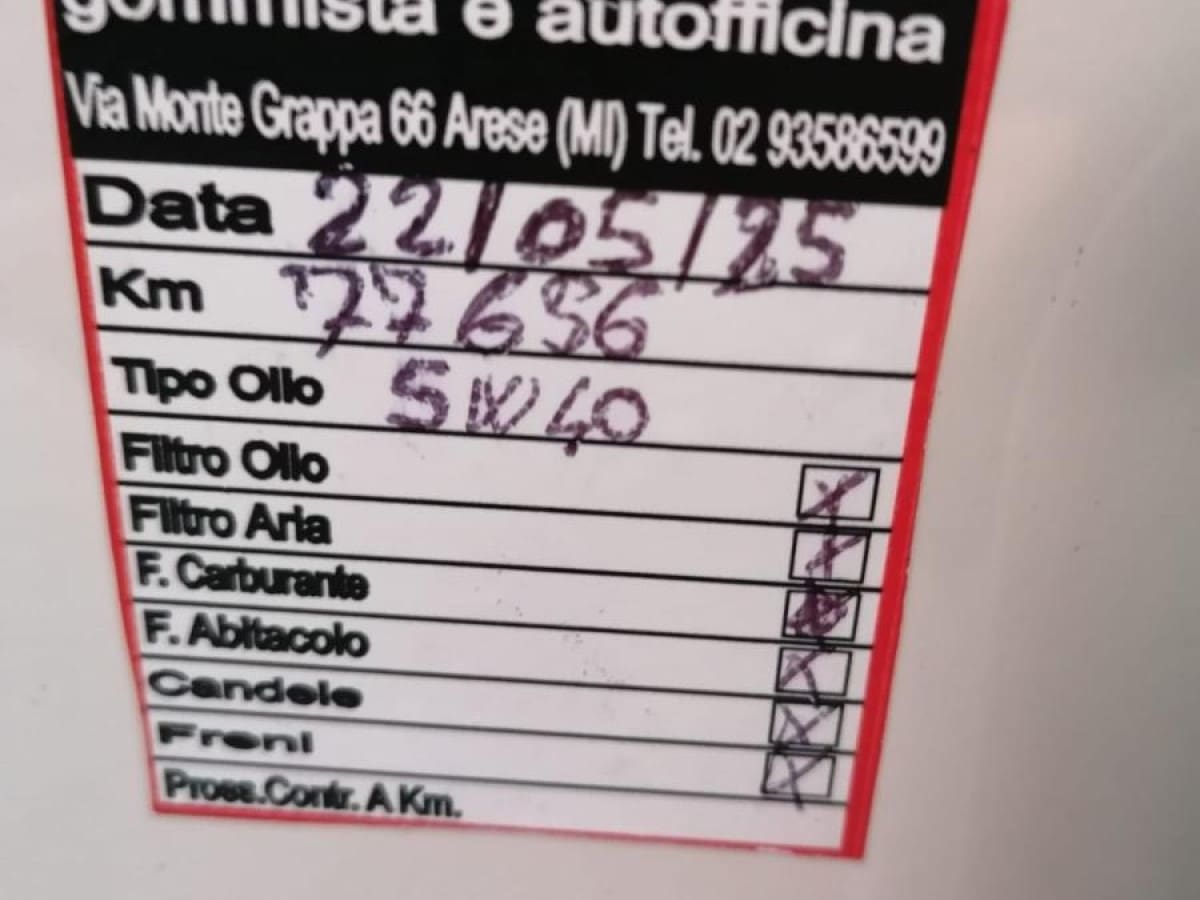 gommista e autofficina
Via Monte Grappa 66 Arese (MI) Tel. 02 93586599
Data 22/05/25
Km 77656
Tipo Olio 5W40
Filtro Olio X
Filtro Aria X
F. Carburante
F. Abitacolo X
Candele X
Freni X
Pross.Contr. A Km.